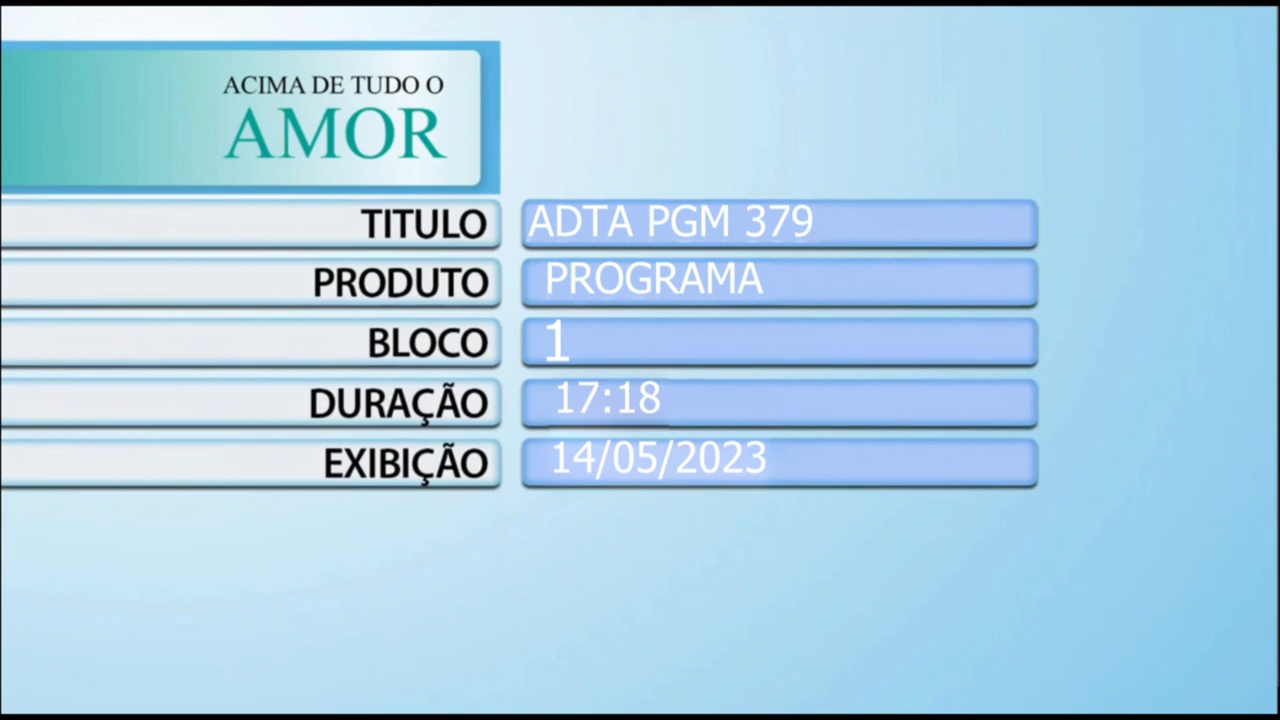 ACIMA DE TUDO O
AMOR
TITULO ADTA PGM 379
PRODUTO PROGRAMA
BLOCO 1
DURAÇÃO 17:18
EXIBIÇÃO 14/05/2023